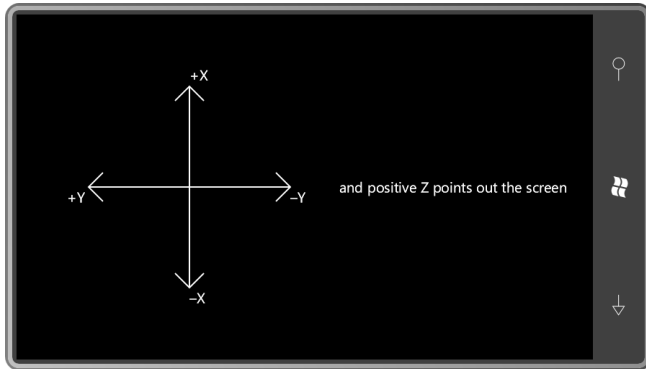 +X
+Y
–Y
and positive Z points out the screen
–X